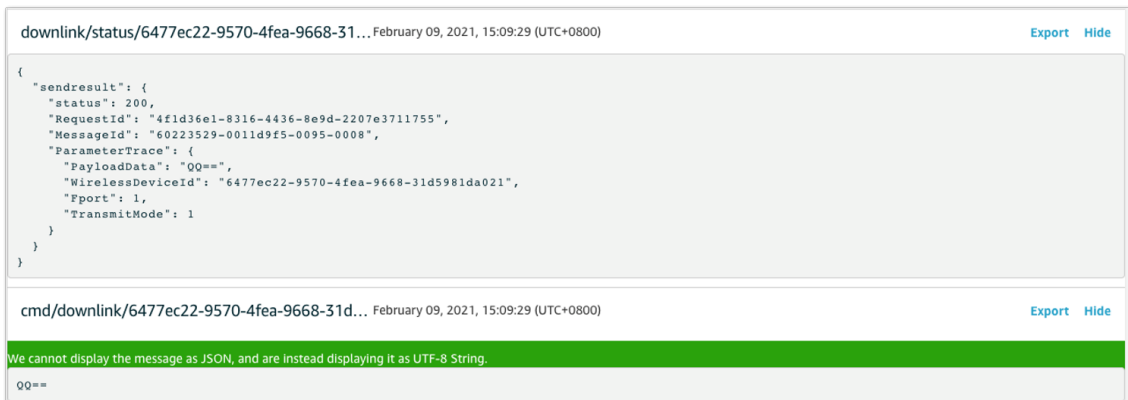 downlink/status/6477ec22-9570-4fea-9668-31... February 09, 2021, 15:09:29 (UTC+0800) Export Hide
{
"sendresult": {
"status": 200,
"RequestId": "4f1d36e1-8316-4436-8e9d-2207e3711755",
"MessageId": "60223529-0011d9f5-0095-0008",
"ParameterTrace": {
"PayloadData": "QQ==",
"WirelessDeviceId": "6477ec22-9570-4fea-9668-31d5981da021",
"Fport": 1,
"TransmitMode": 1
}
}
}
cmd/downlink/6477ec22-9570-4fea-9668-31d... February 09, 2021, 15:09:29 (UTC+0800) Export Hide
We cannot display the message as JSON, and are instead displaying it as UTF-8 String.
QQ==